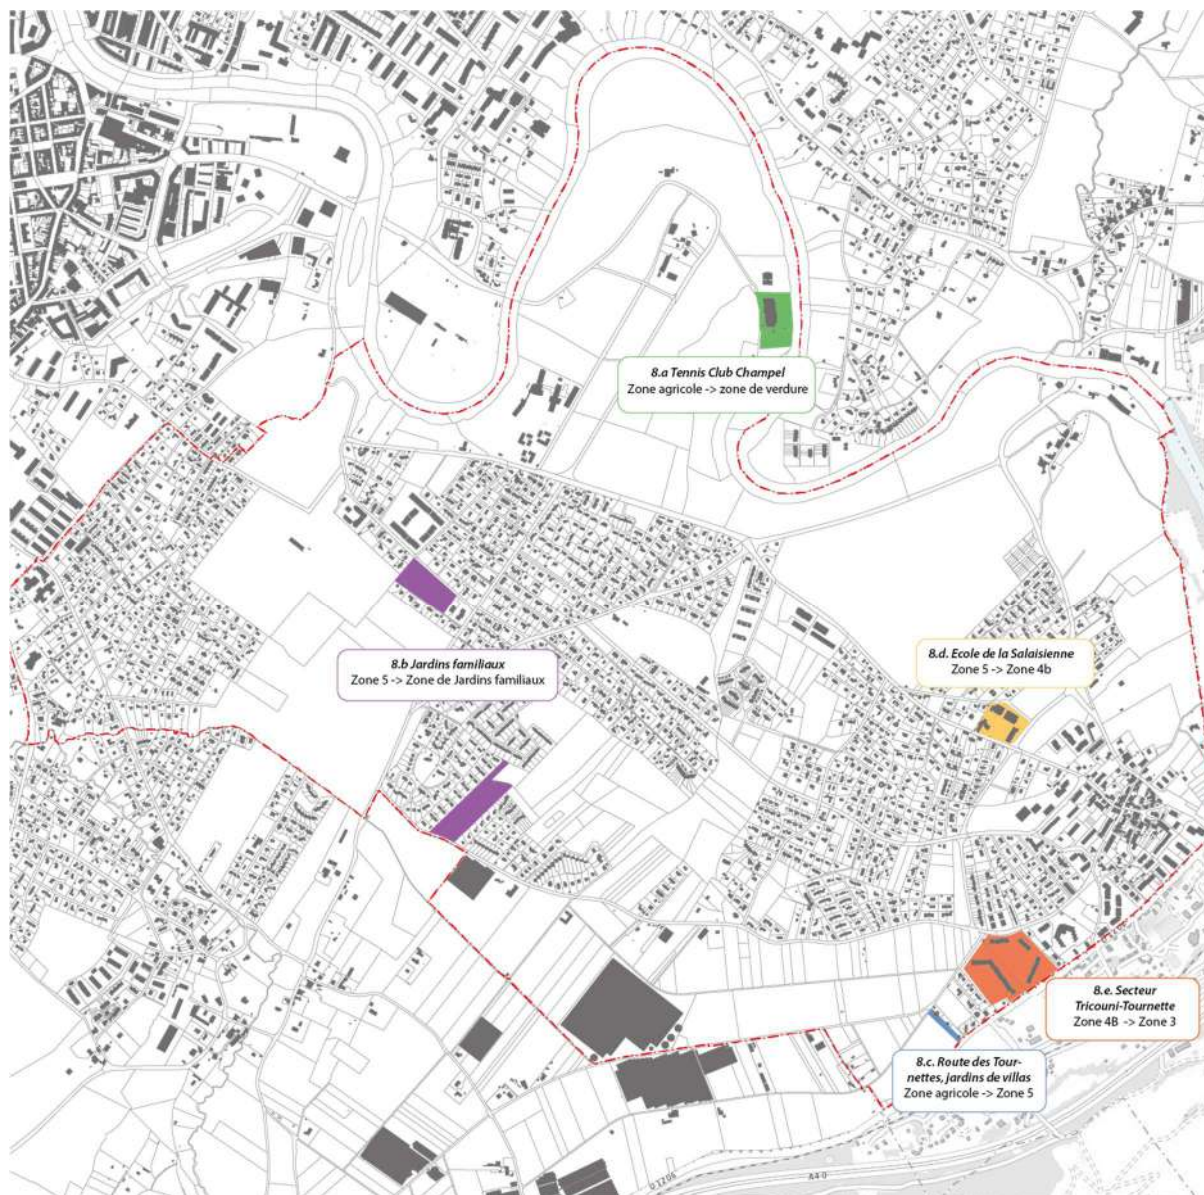 8.a Tennis Club Champel
Zone agricole -> zone de verdure
8.b Jardins familiaux
Zone 5 -> Zone de Jardins familiaux
8.d. Ecole de la Salaisienne
Zone 5 -> Zone 4b
8.e. Secteur
Tricouni-Tournette
Zone 4B -> Zone 3
8.c. Route des Tour-
nettes, jardins de villas
Zone agricole -> Zone 5
D 1206
A40